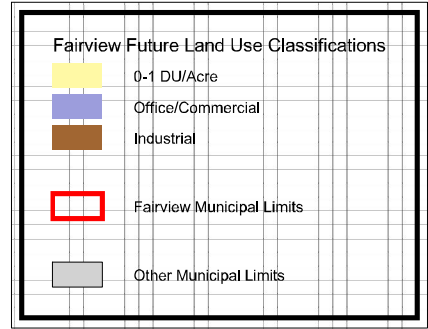 Fairview Future Land Use Classifications
0-1 DU/Acre
Office/Commercial
Industrial
Fairview Municipal Limits
Other Municipal Limits